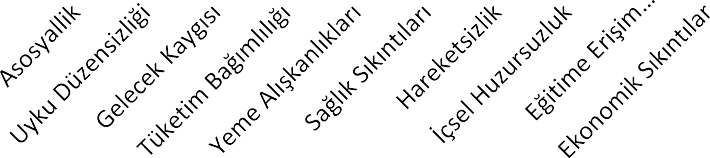 Asosyallik
Uyku Düzensizliği
Gelecek Kaygısı
Tüketim Bağımlılığı
Yeme Alışkanlıkları
Sağlık Sıkıntıları
Hareketsizlik
İçsel Huzursuzluk
Eğitime Erişim...
Ekonomik Sıkıntılar